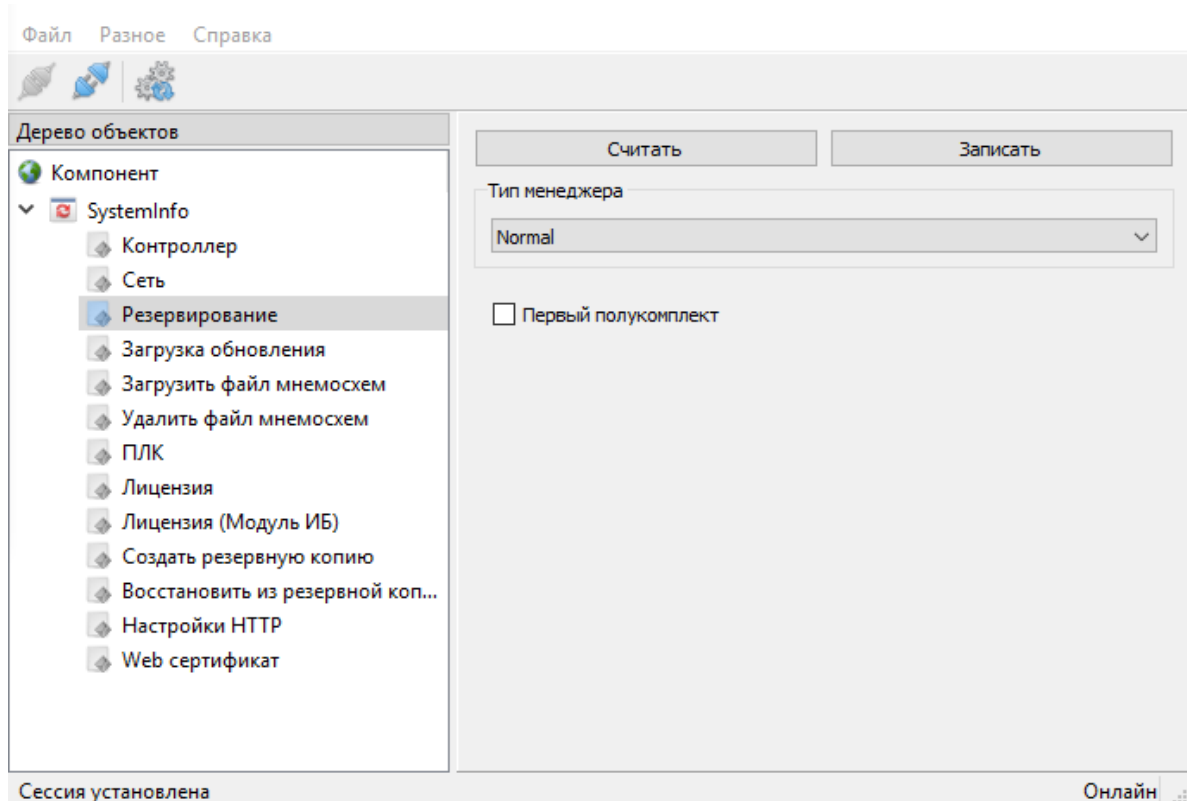 Файл Разное Справка
Дерево объектов
Компонент
SystemInfo
Контроллер
Сеть
Резервирование
Загрузка обновления
Загрузить файл мнемосхем
Удалить файл мнемосхем
ПЛК
Лицензия
Лицензия (Модуль ИБ)
Создать резервную копию
Восстановить из резервной коп...
Настройки HTTP
Web сертификат
Считать Записать
Тип менеджера
Normal
Первый полукомплект
Сессия установлена Онлайн